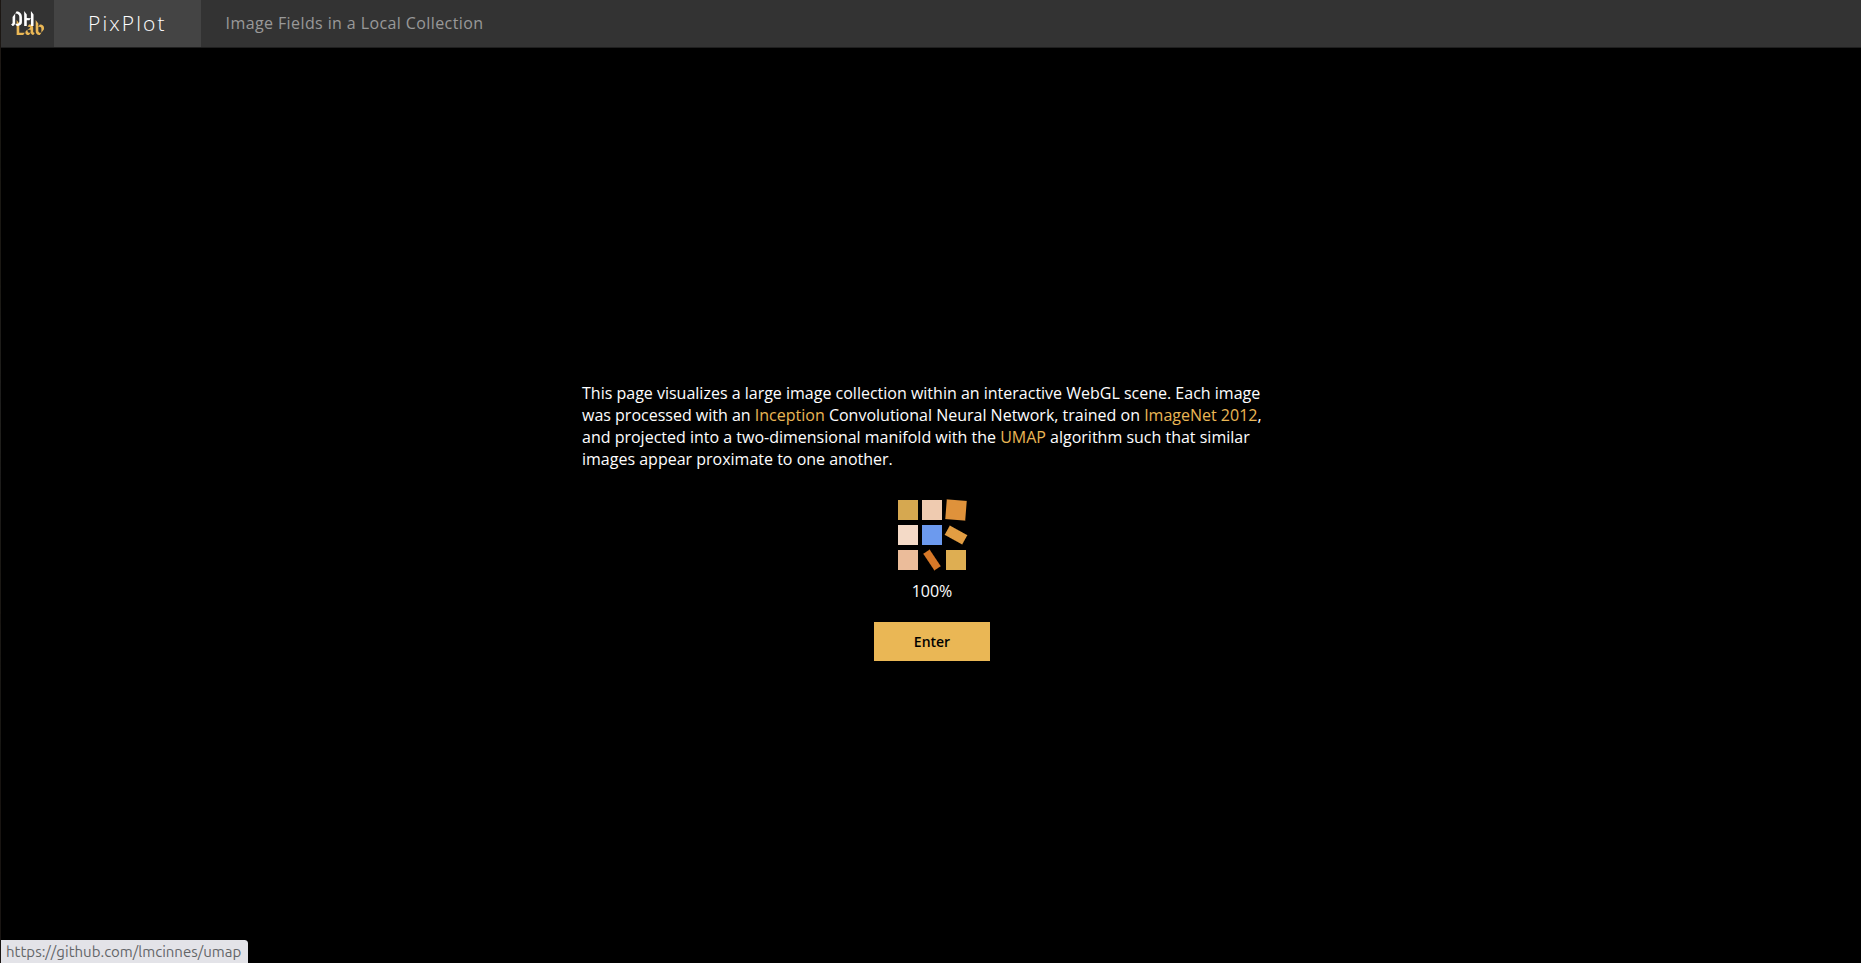 DH
Lab
PixPlot
Image Fields in a Local Collection
This page visualizes a large image collection within an interactive WebGL scene. Each image
was processed with an Inception Convolutional Neural Network, trained on ImageNet 2012,
and projected into a two-dimensional manifold with the UMAP algorithm such that similar
images appear proximate to one another.
100%
Enter
https://github.com/lmcinnes/umap